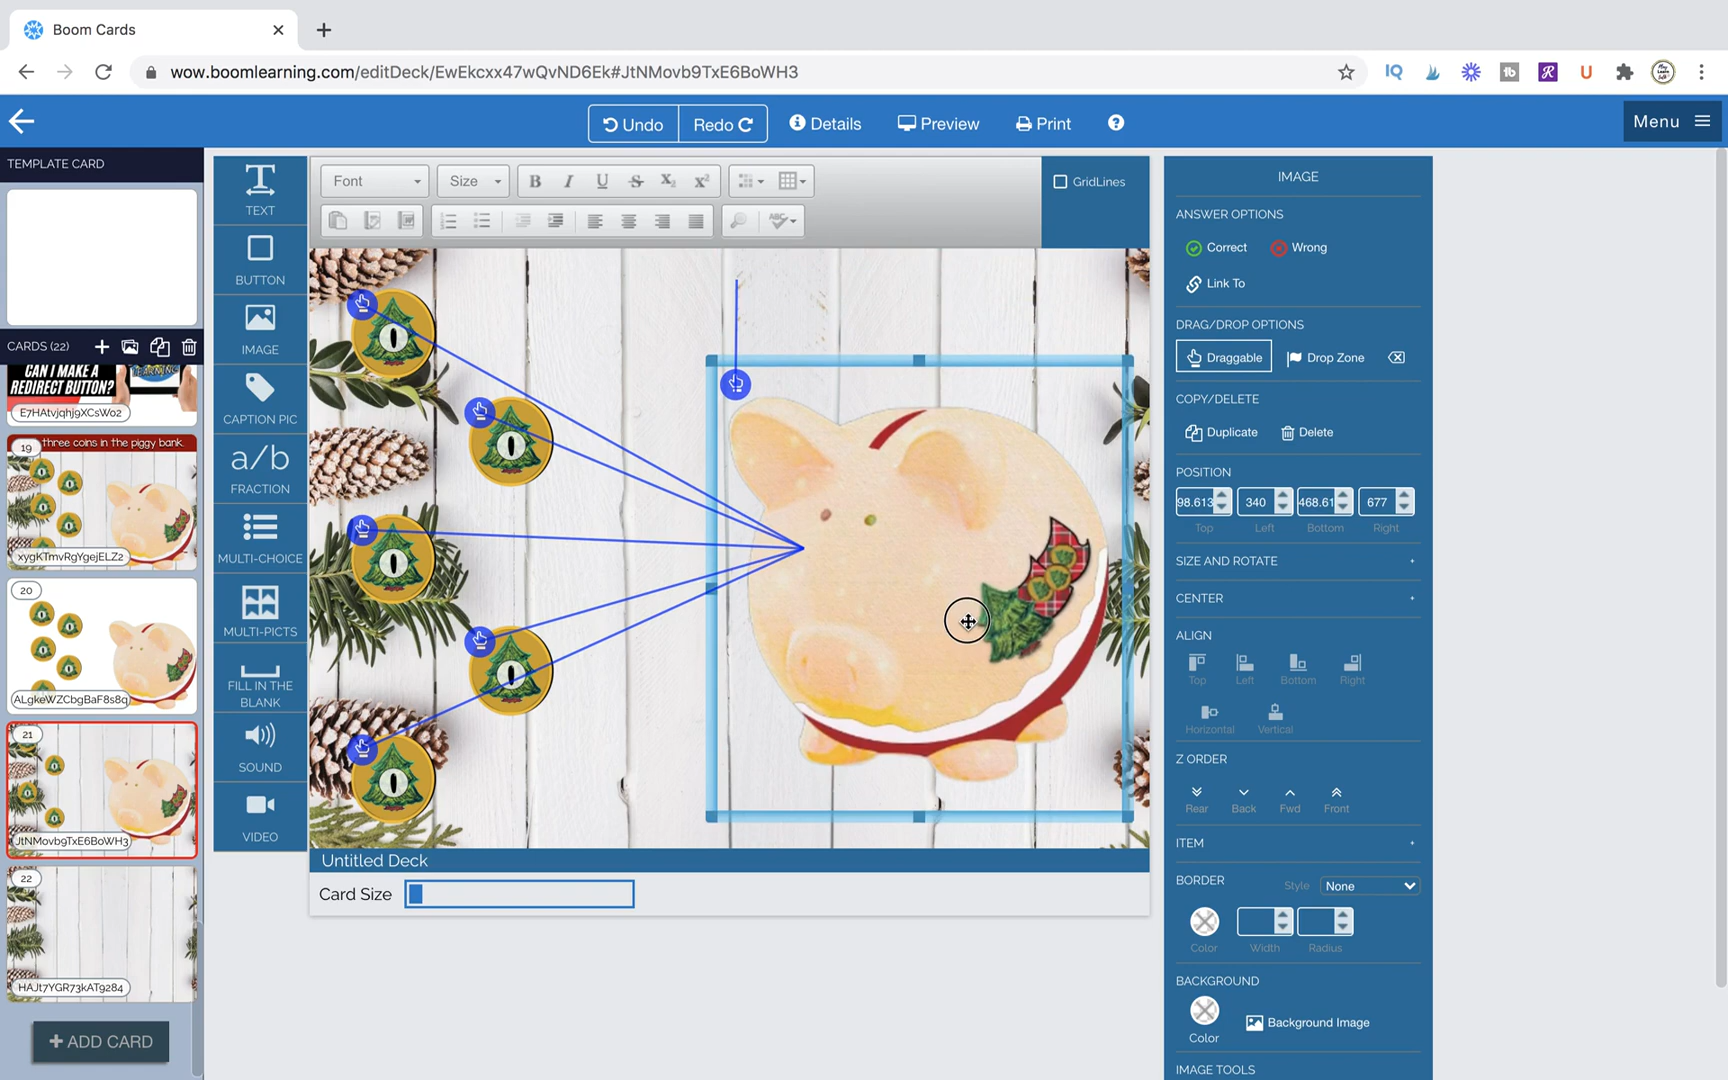 Boom Cards
wow.boomlearning.com/editDeck/EwEkcxx47wQvND6Ek#JtNMovb9TxE6BoWH3
Undo
Redo
Details
Preview
Print
Menu
TEMPLATE CARD
CARDS (22)
CAN I MAKE A
REDIRECT BUTTON?
E7HAtvjqhj9XCsWo2
19
three coins in the piggy bank.
xygKTmvRgYgejELZ2
20
ALgkeWZCbgBaF8s8q
21
JtNMovb9TxE6BoWH3
22
HAJt7YGR73kAT9284
+ ADD CARD
TEXT
BUTTON
IMAGE
CAPTION PIC
a/b
FRACTION
MULTI-CHOICE
MULTI-PICTS
FILL IN THE
BLANK
SOUND
VIDEO
Font
Size
B I U S X₂ X²
GridLines
Untitled Deck
Card Size
IMAGE
ANSWER OPTIONS
Correct
Wrong
Link To
DRAG/DROP OPTIONS
Draggable
Drop Zone
COPY/DELETE
Duplicate
Delete
POSITION
98.613 340 468.61 677
Top Left Bottom Right
SIZE AND ROTATE
CENTER
ALIGN
Top Left Bottom Right
Horizontal Vertical
Z ORDER
Rear Back Fwd Front
ITEM
BORDER
Style None
Color Width Radius
BACKGROUND
Background Image
Color
IMAGE TOOLS